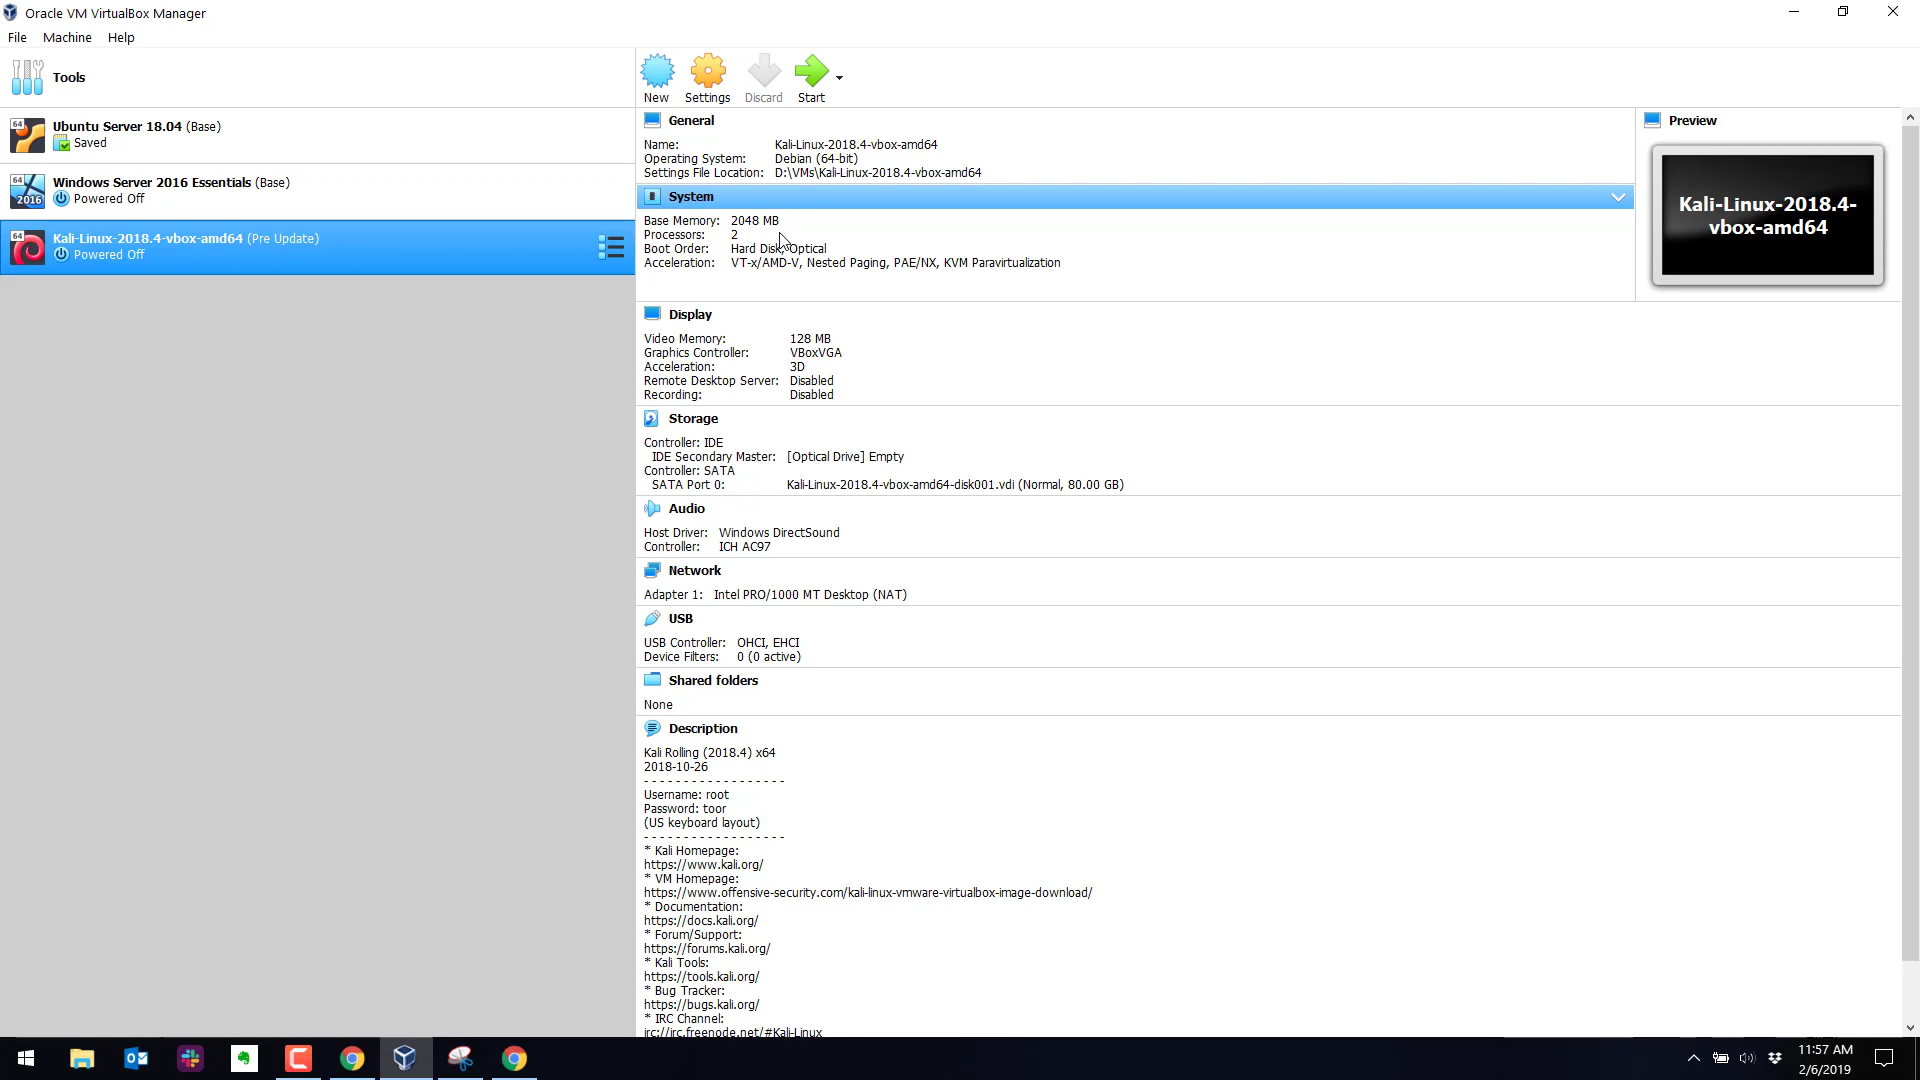 Oracle VM VirtualBox Manager
File Machine Help
Tools
New Settings Discard Start
64 Ubuntu Server 18.04 (Base)
Saved
64 2016 Windows Server 2016 Essentials (Base)
Powered Off
64 Kali-Linux-2018.4-vbox-amd64 (Pre Update)
Powered Off
General
Name: Kali-Linux-2018.4-vbox-amd64
Operating System: Debian (64-bit)
Settings File Location: D:\VMs\Kali-Linux-2018.4-vbox-amd64
System
Base Memory: 2048 MB
Processors: 2
Boot Order: Hard Disk, Optical
Acceleration: VT-x/AMD-V, Nested Paging, PAE/NX, KVM Paravirtualization
Preview
Kali-Linux-2018.4-
vbox-amd64
Display
Video Memory: 128 MB
Graphics Controller: VBoxVGA
Acceleration: 3D
Remote Desktop Server: Disabled
Recording: Disabled
Storage
Controller: IDE
IDE Secondary Master: [Optical Drive] Empty
Controller: SATA
SATA Port 0: Kali-Linux-2018.4-vbox-amd64-disk001.vdi (Normal, 80.00 GB)
Audio
Host Driver: Windows DirectSound
Controller: ICH AC97
Network
Adapter 1: Intel PRO/1000 MT Desktop (NAT)
USB
USB Controller: OHCI, EHCI
Device Filters: 0 (0 active)
Shared folders
None
Description
Kali Rolling (2018.4) x64
2018-10-26
- - - - - - - - - - - - - - - - - -
Username: root
Password: toor
(US keyboard layout)
- - - - - - - - - - - - - - - - - -
* Kali Homepage:
https://www.kali.org/
* VM Homepage:
https://www.offensive-security.com/kali-linux-vmware-virtualbox-image-download/
* Documentation:
https://docs.kali.org/
* Forum/Support:
https://forums.kali.org/
* Kali Tools:
https://tools.kali.org/
* Bug Tracker:
https://bugs.kali.org/
* IRC Channel:
irc://irc.freenode.net/#Kali-Linux
11:57 AM
2/6/2019